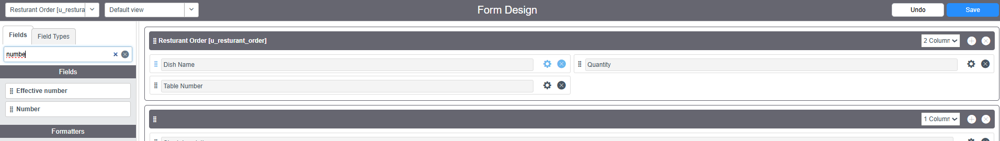 Resturant Order [u_restura
Default view
Form Design
Undo
Save
Fields
Field Types
numbe
Fields
Effective number
Number
Formatters
Resturant Order [u_resturant_order]
2 Column
Dish Name
Quantity
Table Number
1 Column